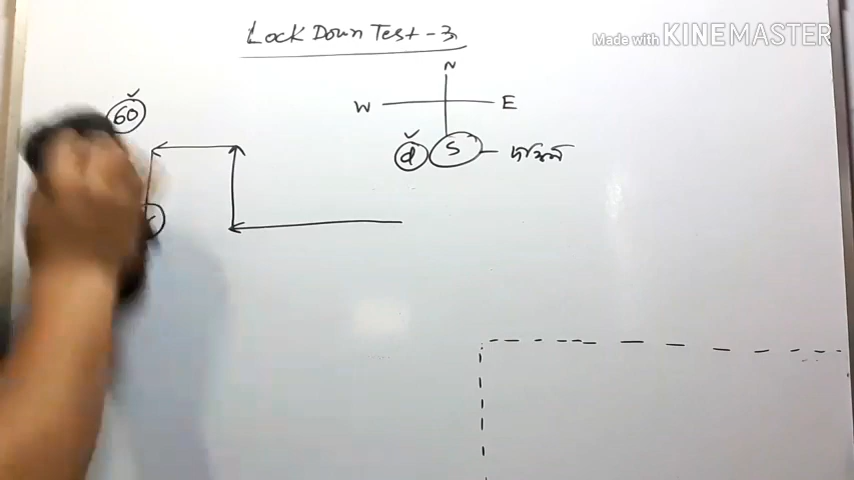 Lock Down Test - 3
Made with KINEMASTER
N
W E
60
d S